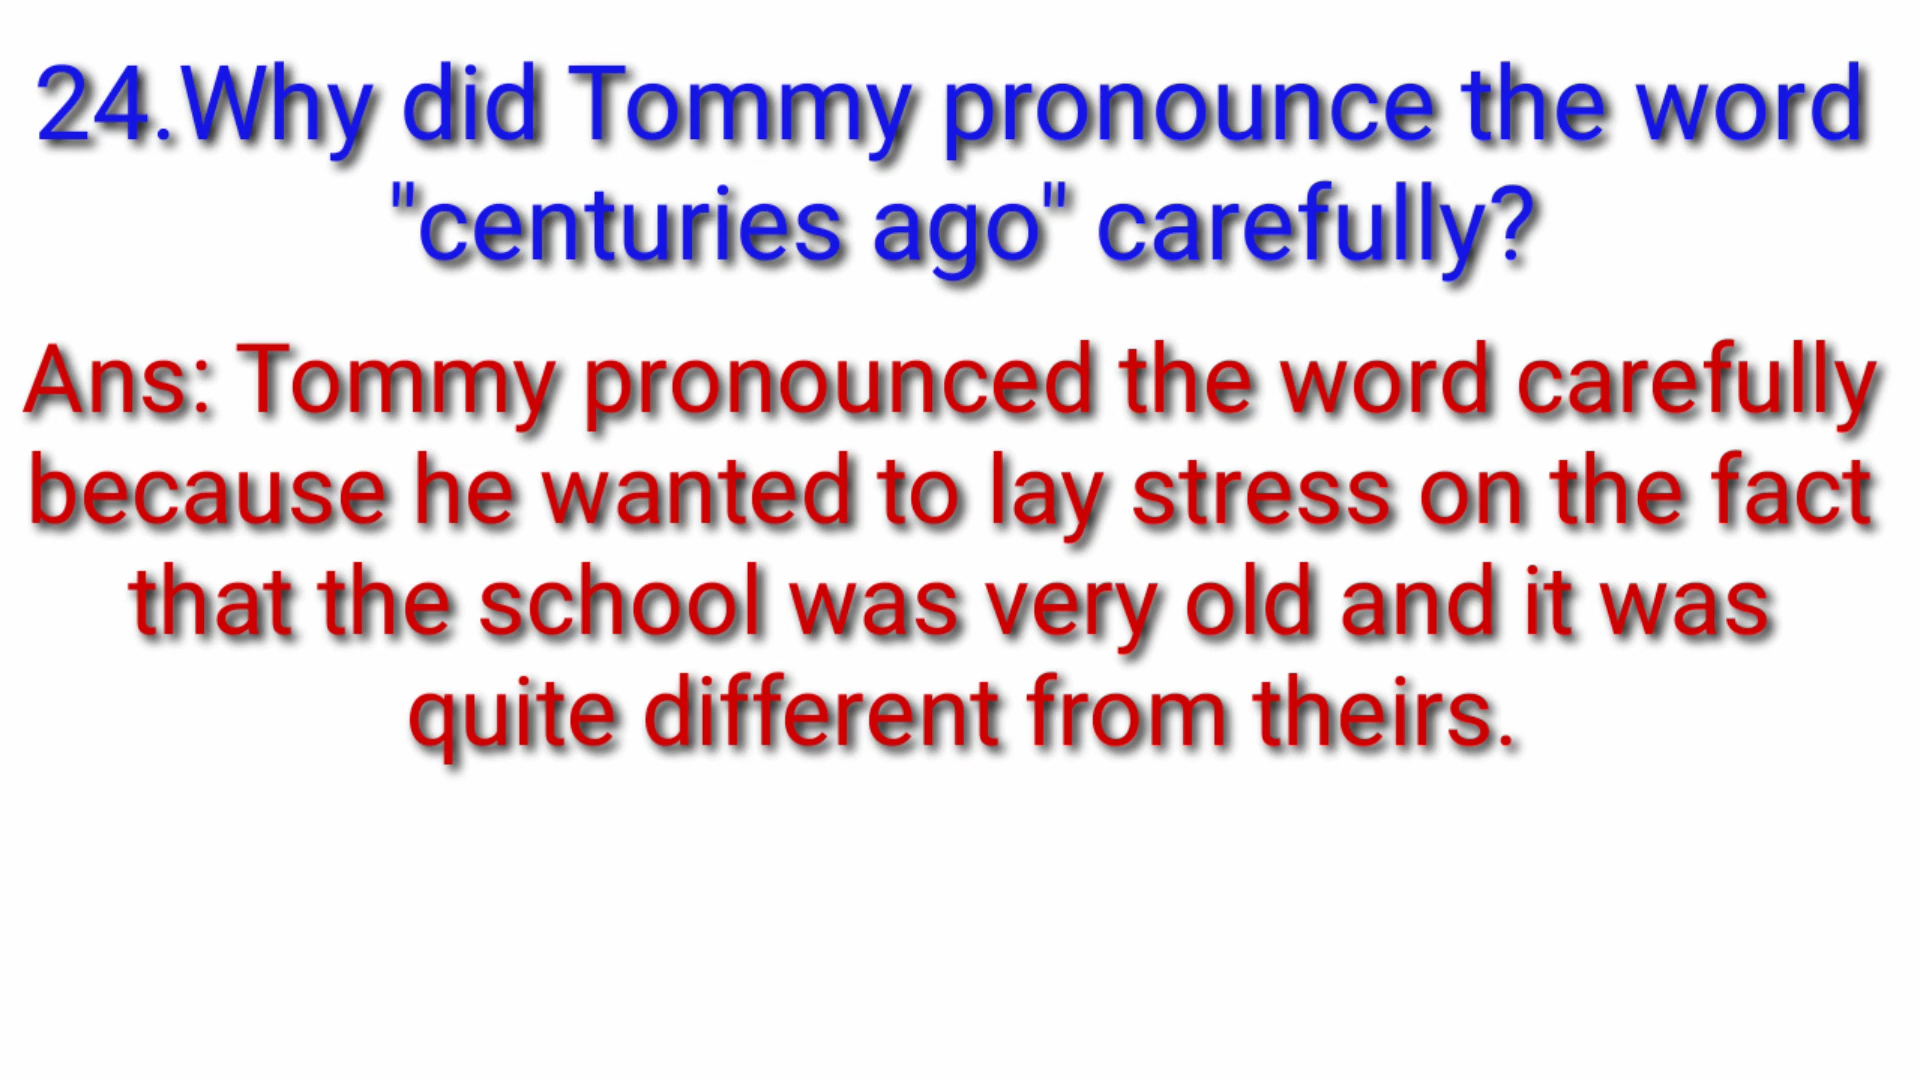 24.Why did Tommy pronounce the word
"centuries ago" carefully?
Ans: Tommy pronounced the word carefully
because he wanted to lay stress on the fact
that the school was very old and it was
quite different from theirs.